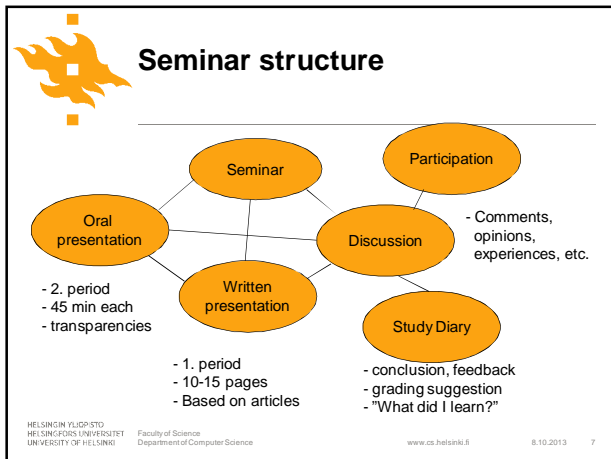 Seminar structure
Seminar
Participation
Oral
presentation
Discussion
- Comments,
opinions,
experiences, etc.
Written
presentation
- 2. period
- 45 min each
- transparencies
Study Diary
- 1. period
- 10-15 pages
- Based on articles
- conclusion, feedback
- grading suggestion
- "What did I learn?"
HELSINGIN YLIOPISTO
HELSINGFORS UNIVERSITET
UNIVERSITY OF HELSINKI
Faculty of Science
Department of Computer Science
www.cs.helsinki.fi
8.10.2013
7